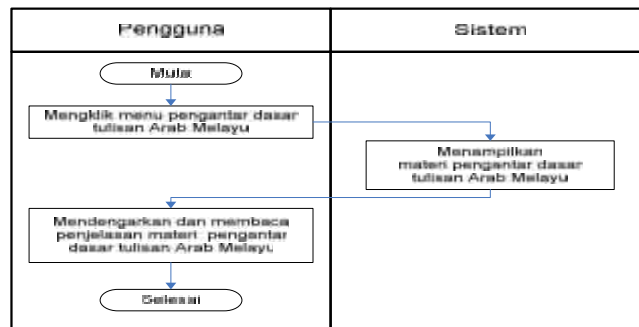 Pengguna
Sistem
Mulai
Mengklik menu pengantar dasar
tulisan Arab Melayu
Menampilkan
materi pengantar dasar
tulisan Arab Melayu
Mendengarkan dan membaca
penjelasan materi pengantar
dasar tulisan Arab Melayu
Selesai